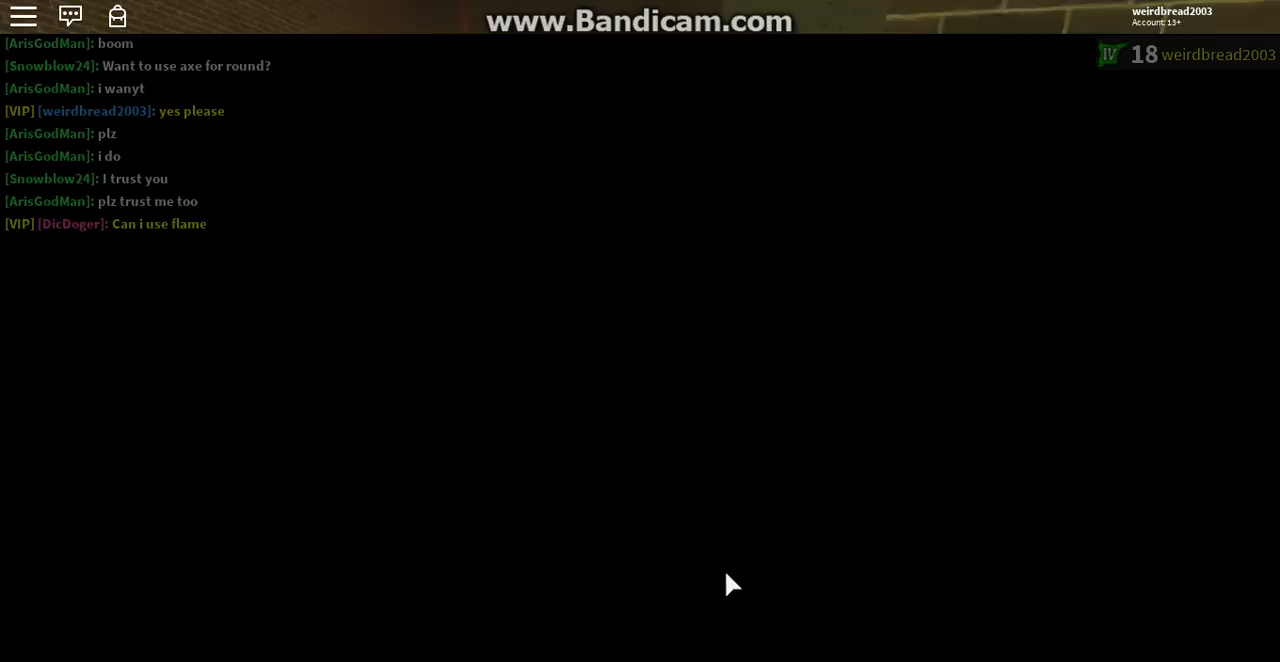 www.Bandicam.com
weirdbread2003
Account: 13+
IV 18 weirdbread2003
[ArisGodMan]: boom
[Snowblow24]: Want to use axe for round?
[ArisGodMan]: i wanyt
[VIP] [weirdbread2003]: yes please
[ArisGodMan]: plz
[ArisGodMan]: i do
[Snowblow24]: I trust you
[ArisGodMan]: plz trust me too
[VIP] [DicDoger]: Can i use flame